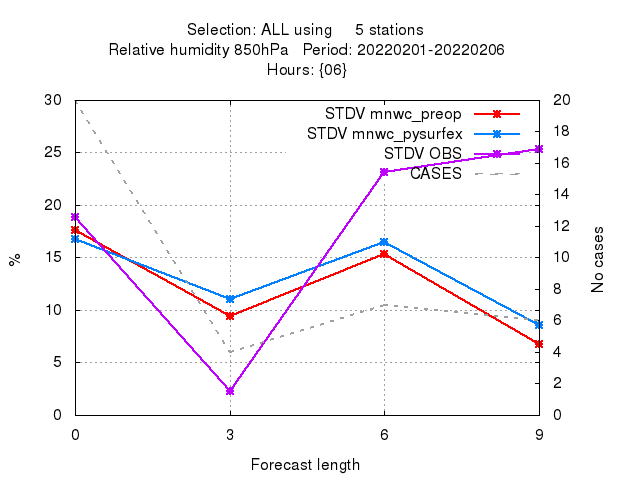 Selection: ALL using 5 stations
Relative humidity 850hPa Period: 20220201-20220206
Hours: {06}
STDV mnwc_preop
STDV mnwc_pysurfex
STDV OBS
CASES
30
25
20
15
10
5
0
%
20
18
16
14
12
10
8
6
4
2
0
No cases
0 3 6 9
Forecast length